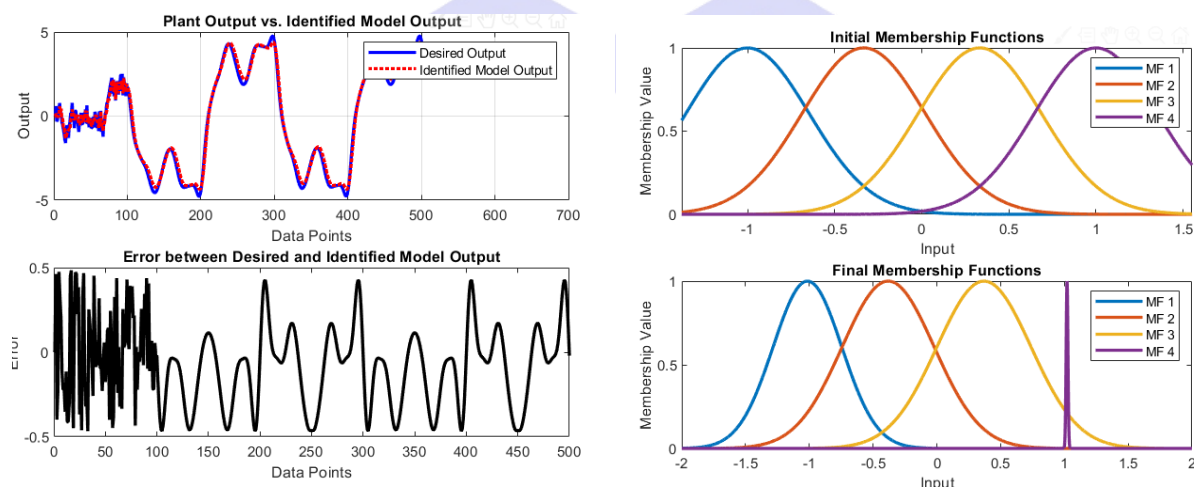 Plant Output vs. Identified Model Output
5
0
-5
Output
Desired Output
Identified Model Output
0 100 200 300 400 500 600 700
Data Points
Error between Desired and Identified Model Output
0.5
0
-0.5
Error
0 50 100 150 200 250 300 350 400 450 500
Data Points
Initial Membership Functions
1
0.5
0
Membership Value
MF 1
MF 2
MF 3
MF 4
-1 -0.5 0 0.5 1 1.5
Input
Final Membership Functions
1
0.5
0
Membership Value
MF 1
MF 2
MF 3
MF 4
-2 -1.5 -1 -0.5 0 0.5 1 1.5 2
Input